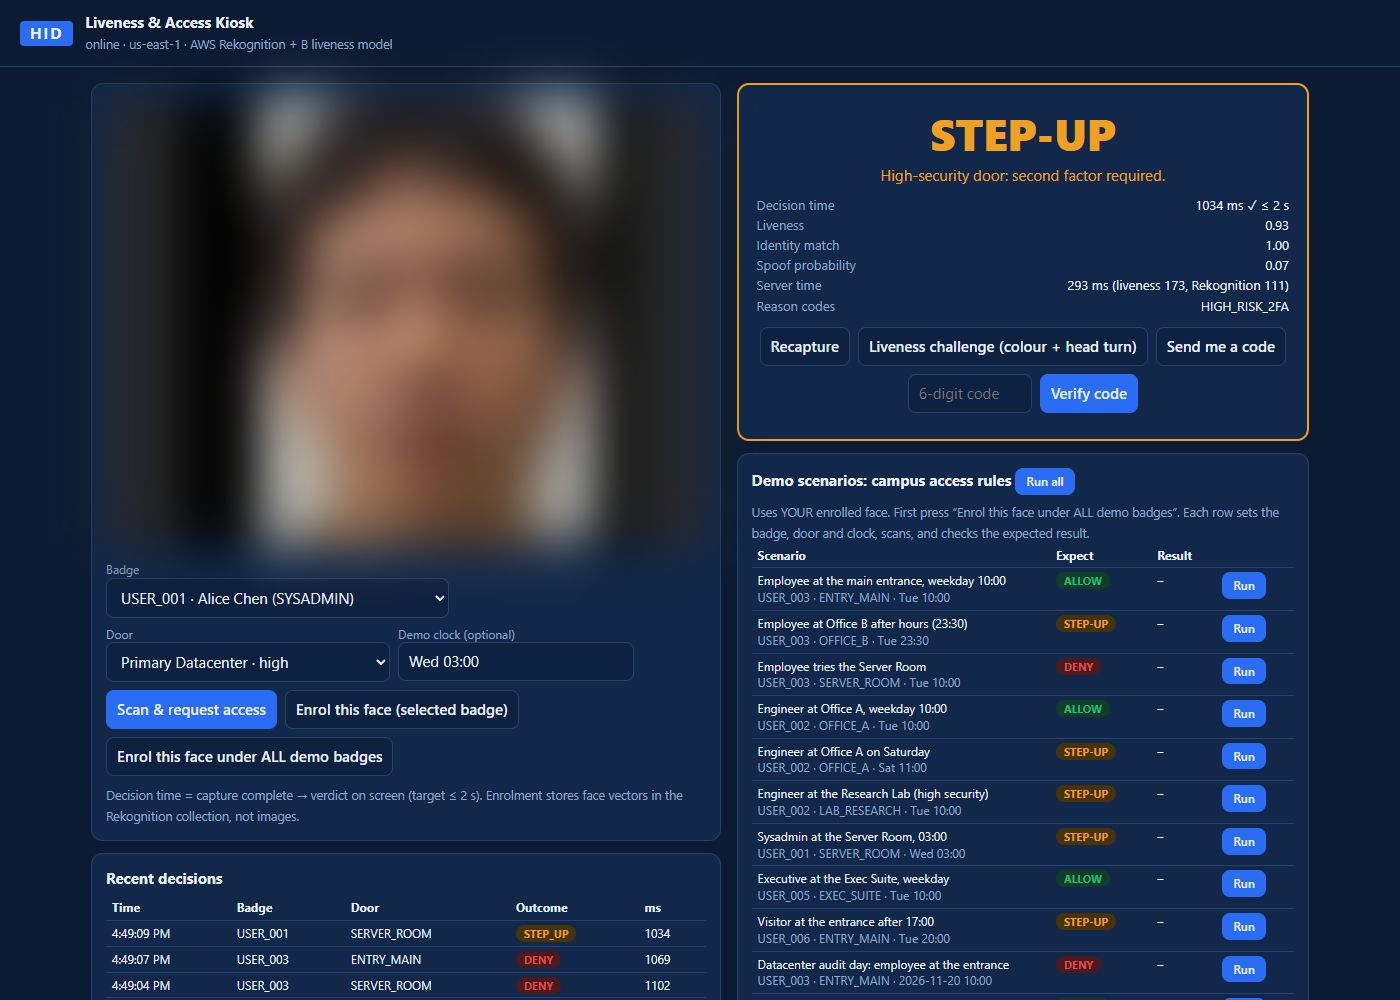 HID
Liveness & Access Kiosk
online · us-east-1 · AWS Rekognition + B liveness model
Badge
USER_001 · Alice Chen (SYSADMIN)
Door
Demo clock (optional)
Primary Datacenter · high
Wed 03:00
Scan & request access
Enrol this face (selected badge)
Enrol this face under ALL demo badges
Decision time = capture complete → verdict on screen (target ≤ 2 s). Enrolment stores face vectors in the
Rekognition collection, not images.
Recent decisions
Time Badge Door Outcome ms
4:49:09 PM USER_001 SERVER_ROOM STEP_UP 1034
4:49:07 PM USER_003 ENTRY_MAIN DENY 1069
4:49:04 PM USER_003 SERVER_ROOM DENY 1102
STEP-UP
High-security door: second factor required.
Decision time 1034 ms ✓ ≤ 2 s
Liveness 0.93
Identity match 1.00
Spoof probability 0.07
Server time 293 ms (liveness 173, Rekognition 111)
Reason codes HIGH_RISK_2FA
Recapture
Liveness challenge (colour + head turn)
Send me a code
6-digit code
Verify code
Demo scenarios: campus access rules Run all
Uses YOUR enrolled face. First press “Enrol this face under ALL demo badges”. Each row sets the
badge, door and clock, scans, and checks the expected result.
Scenario Expect Result
Employee at the main entrance, weekday 10:00 ALLOW – Run
USER_003 · ENTRY_MAIN · Tue 10:00
Employee at Office B after hours (23:30) STEP-UP – Run
USER_003 · OFFICE_B · Tue 23:30
Employee tries the Server Room DENY – Run
USER_003 · SERVER_ROOM · Tue 10:00
Engineer at Office A, weekday 10:00 ALLOW – Run
USER_002 · OFFICE_A · Tue 10:00
Engineer at Office A on Saturday STEP-UP – Run
USER_002 · OFFICE_A · Sat 11:00
Engineer at the Research Lab (high security) STEP-UP – Run
USER_002 · LAB_RESEARCH · Tue 10:00
Sysadmin at the Server Room, 03:00 STEP-UP – Run
USER_001 · SERVER_ROOM · Wed 03:00
Executive at the Exec Suite, weekday ALLOW – Run
USER_005 · EXEC_SUITE · Tue 10:00
Visitor at the entrance after 17:00 STEP-UP – Run
USER_006 · ENTRY_MAIN · Tue 20:00
Datacenter audit day: employee at the entrance DENY – Run
USER_003 · ENTRY_MAIN · 2026-11-20 10:00